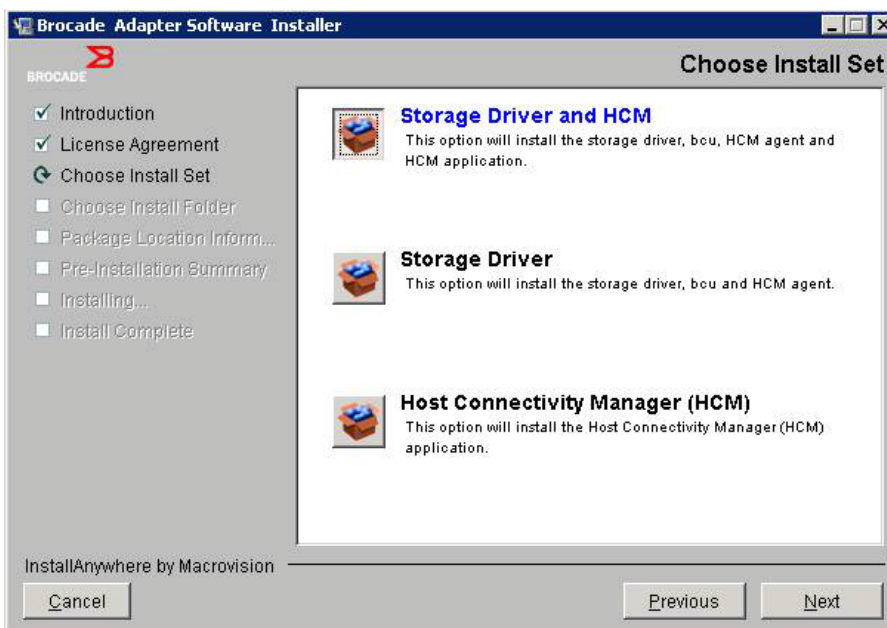 Brocade Adapter Software Installer
BROCADE
Choose Install Set
Introduction
License Agreement
Choose Install Set
Choose Install Folder
Package Location Inform...
Pre-Installation Summary
Installing...
Install Complete
Storage Driver and HCM
This option will install the storage driver, bcu, HCM agent and
HCM application.
Storage Driver
This option will install the storage driver, bcu and HCM agent.
Host Connectivity Manager (HCM)
This option will install the Host Connectivity Manager (HCM)
application.
InstallAnywhere by Macrovision
Cancel
Previous
Next